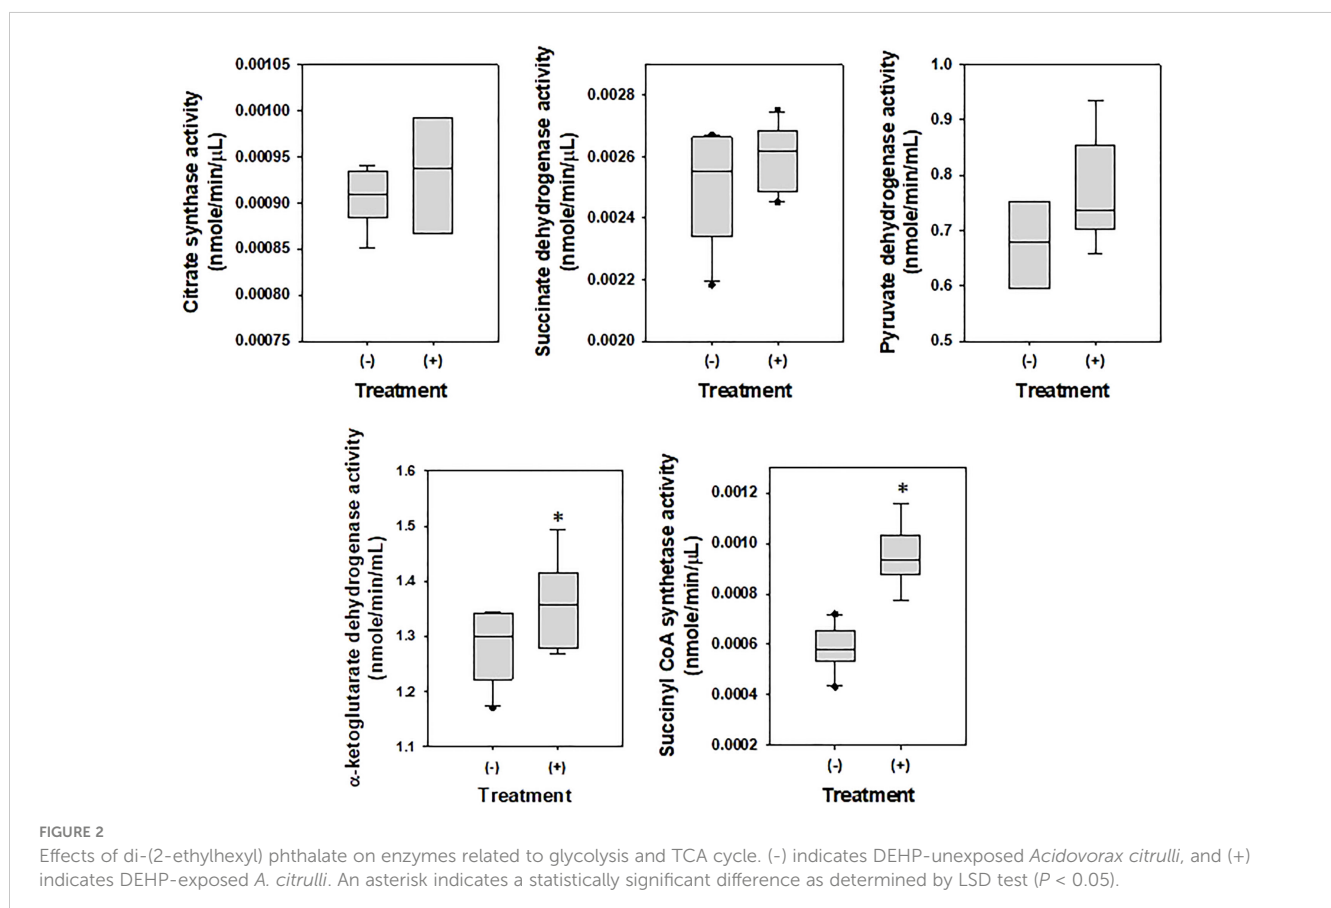 Citrate synthase activity
(nmole/min/μL)
0.00105
0.00100
0.00095
0.00090
0.00085
0.00080
0.00075
(-)
(+)
Treatment
Succinate dehydrogenase activity
(nmole/min/μL)
0.0028
0.0026
0.0024
0.0022
0.0020
(-)
(+)
Treatment
Pyruvate dehydrogenase activity
(nmole/min/mL)
1.0
0.9
0.8
0.7
0.6
0.5
(-)
(+)
Treatment
α-ketoglutarate dehydrogenase activity
(nmole/min/mL)
1.6
1.5
1.4
1.3
1.2
1.1
*
(-)
(+)
Treatment
Succinyl CoA synthetase activity
(nmole/min/μL)
0.0012
0.0010
0.0008
0.0006
0.0004
0.0002
*
(-)
(+)
Treatment
FIGURE 2
Effects of di-(2-ethylhexyl) phthalate on enzymes related to glycolysis and TCA cycle. (-) indicates DEHP-unexposed Acidovorax citrulli, and (+)
indicates DEHP-exposed A. citrulli. An asterisk indicates a statistically significant difference as determined by LSD test (P < 0.05).